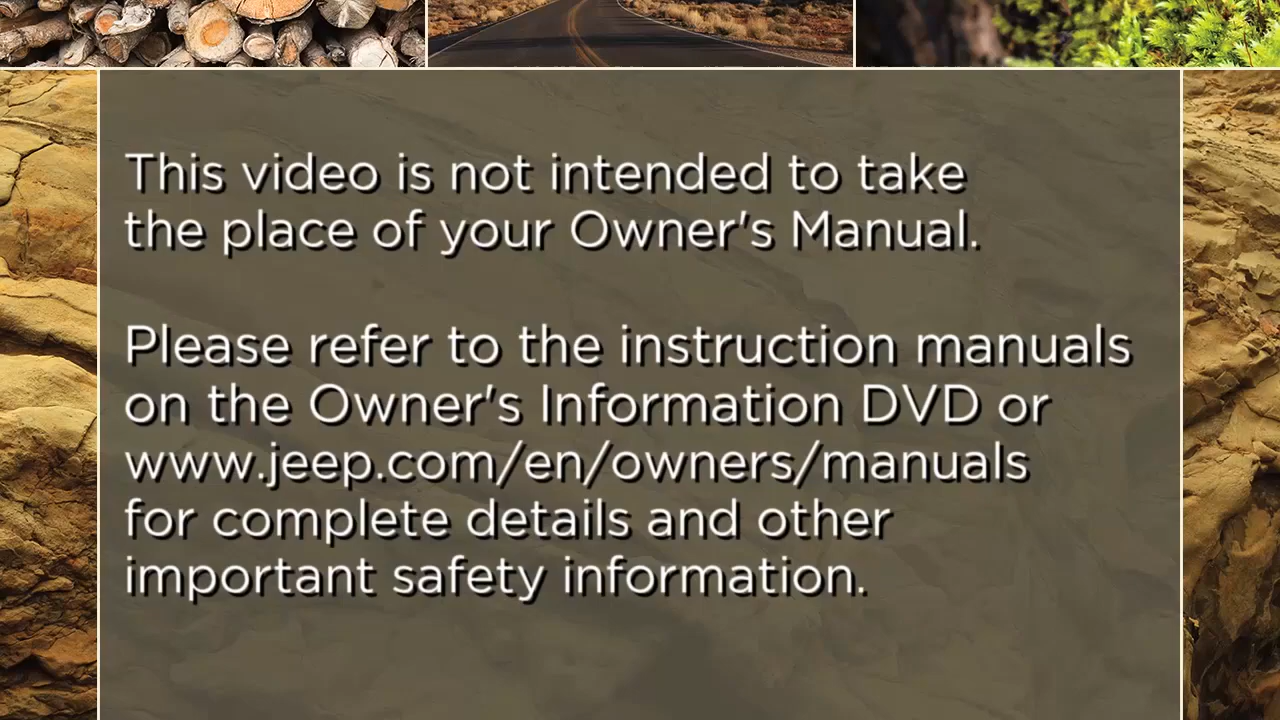 This video is not intended to take
the place of your Owner's Manual.
Please refer to the instruction manuals
on the Owner's Information DVD or
www.jeep.com/en/owners/manuals
for complete details and other
important safety information.